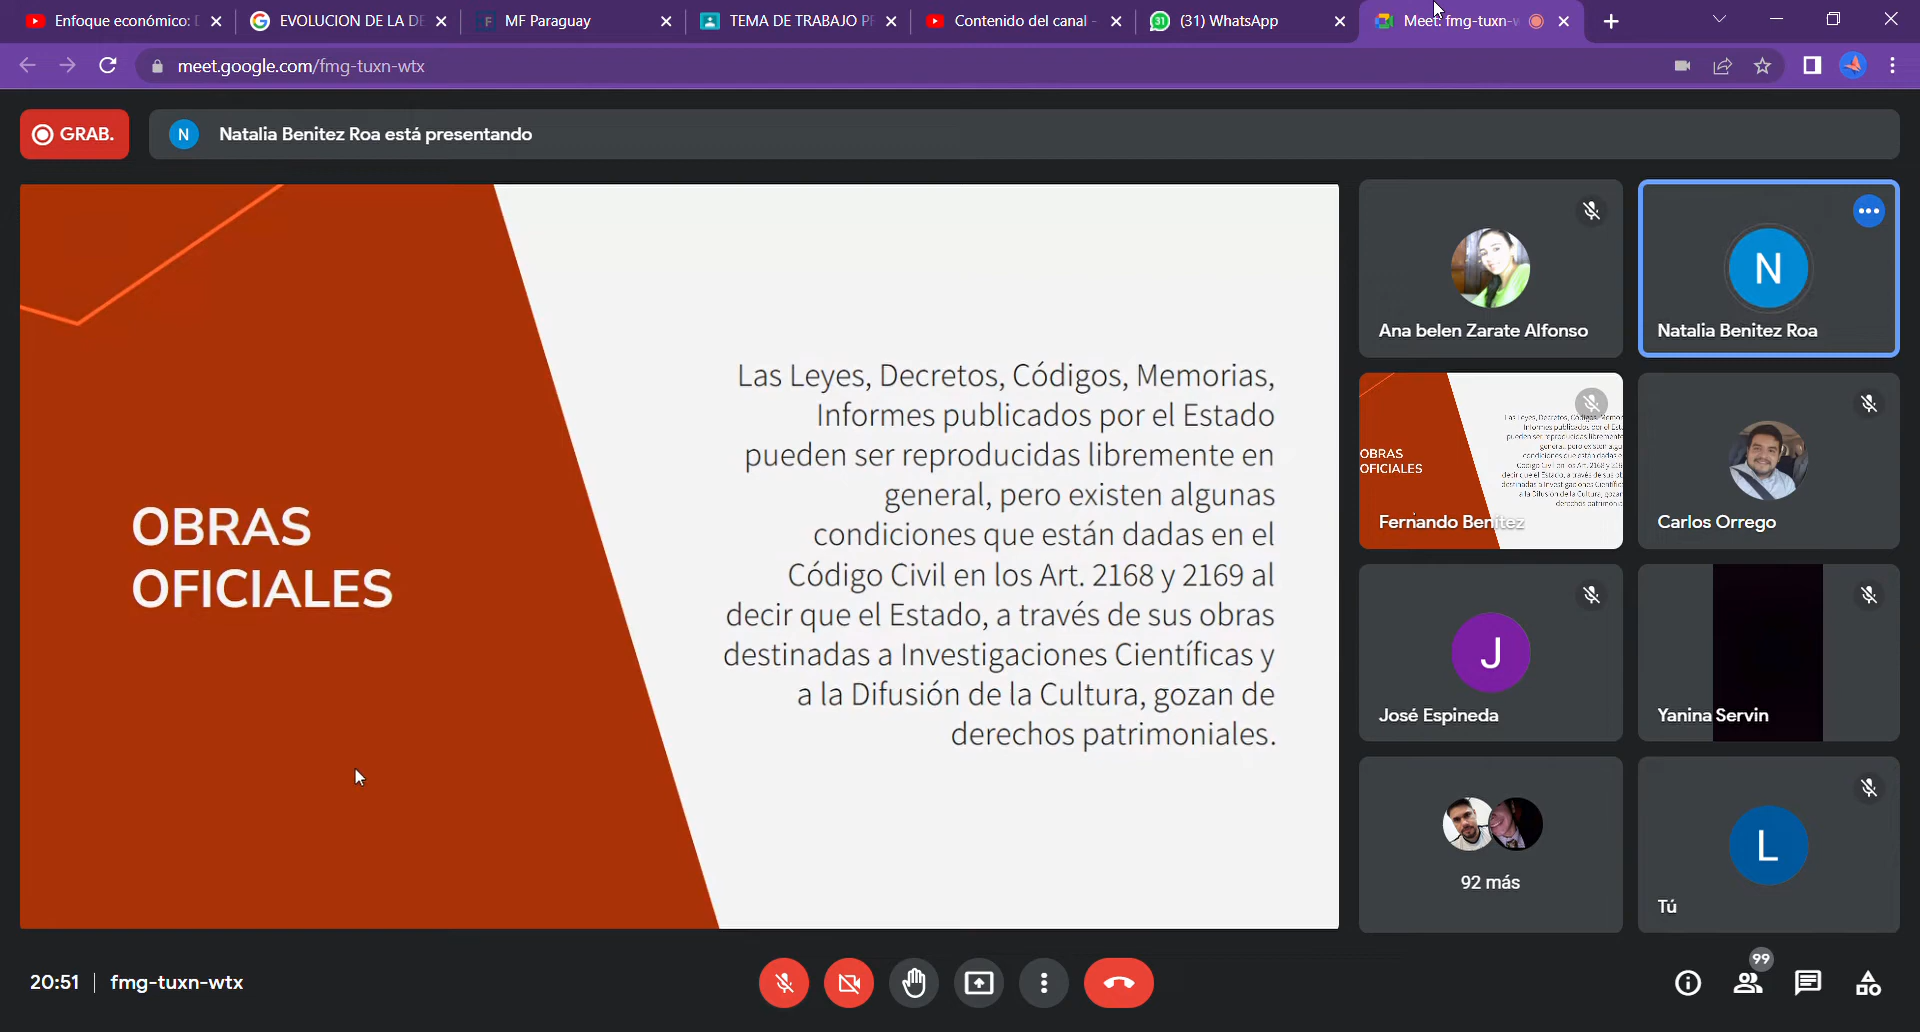 Enfoque económico: D
EVOLUCION DE LA DE
MF Paraguay
TEMA DE TRABAJO PR
Contenido del canal -
(31) WhatsApp
Meet: fmg-tuxn-w
meet.google.com/fmg-tuxn-wtx
GRAB.
N
Natalia Benitez Roa está presentando
OBRAS
OFICIALES
Las Leyes, Decretos, Códigos, Memorias,
Informes publicados por el Estado
pueden ser reproducidas libremente en
general, pero existen algunas
condiciones que están dadas en el
Código Civil en los Art. 2168 y 2169 al
decir que el Estado, a través de sus obras
destinadas a Investigaciones Científicas y
a la Difusión de la Cultura, gozan de
derechos patrimoniales.
Ana belen Zarate Alfonso
N
Natalia Benitez Roa
OBRAS
OFICIALES
Fernando Benitez
Carlos Orrego
J
José Espineda
Yanina Servin
92 más
L
Tú
20:51
fmg-tuxn-wtx
99